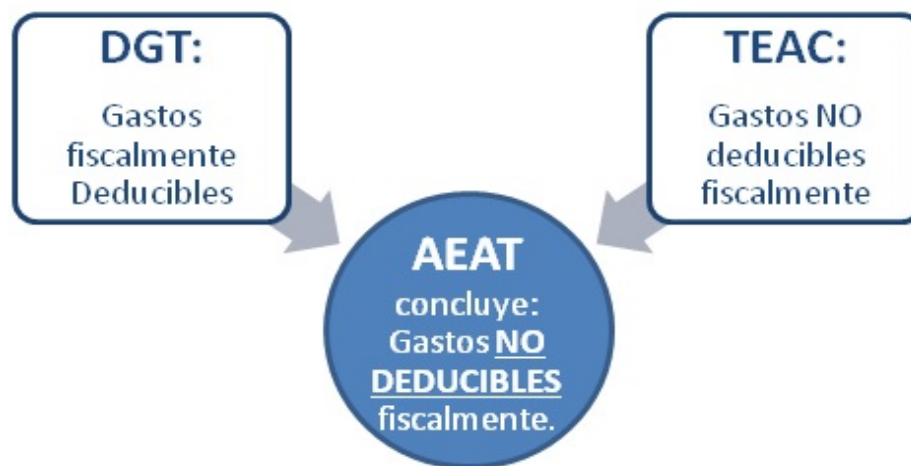 DGT:
Gastos
fiscalmente
Deducibles
TEAC:
Gastos NO
deducibles
fiscalmente
AEAT
concluye:
Gastos NO
DEDUCIBLES
fiscalmente.